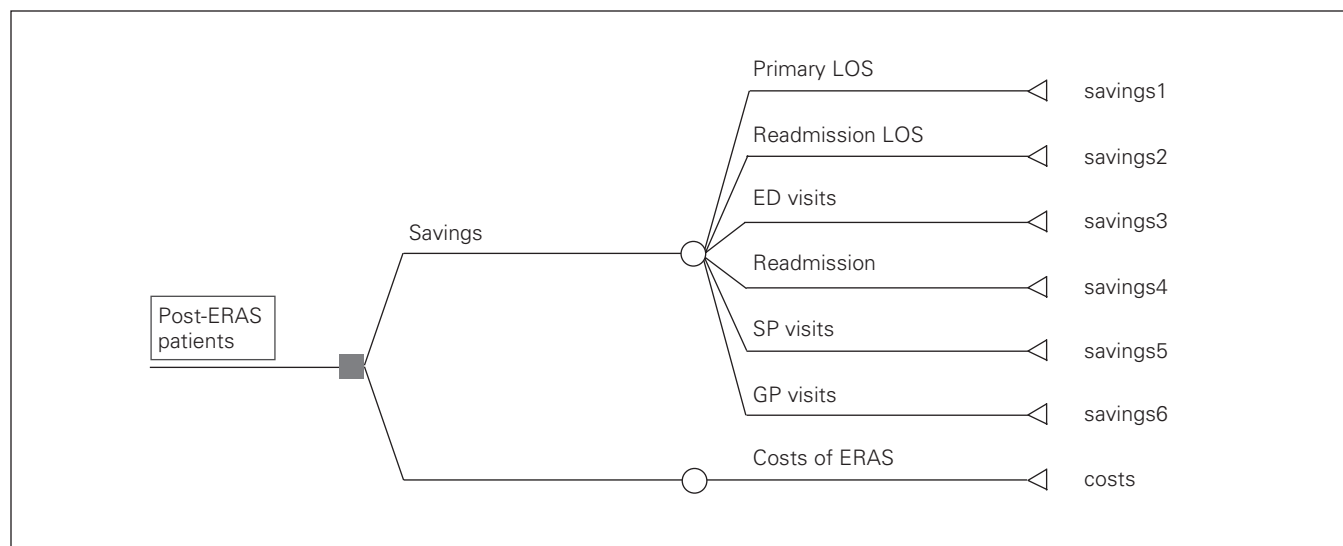 Primary LOS
savings1
Readmission LOS
savings2
ED visits
savings3
Savings
Readmission
savings4
Post-ERAS
patients
SP visits
savings5
GP visits
savings6
Costs of ERAS
costs